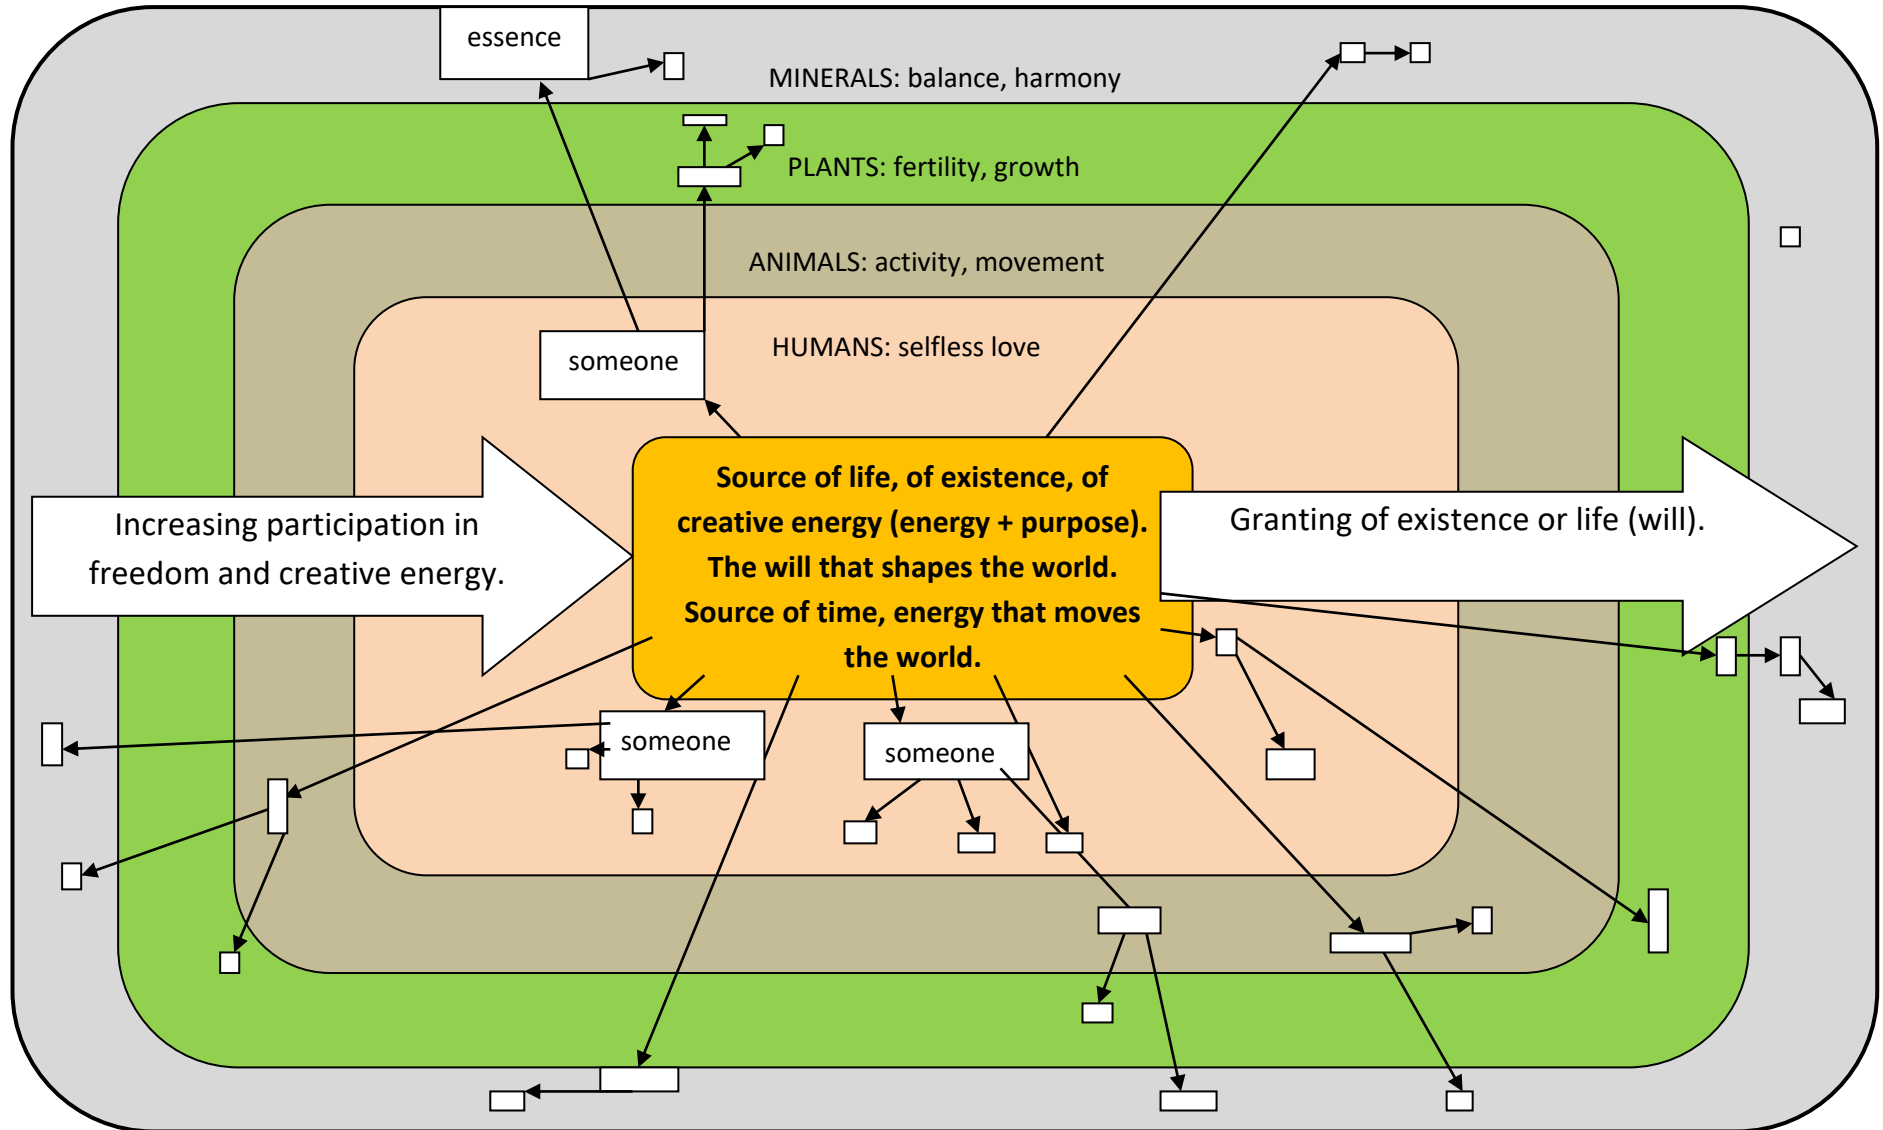 essence
MINERALS: balance, harmony
PLANTS: fertility, growth
ANIMALS: activity, movement
HUMANS: selfless love
someone
Increasing participation in
freedom and creative energy.
Source of life, of existence, of
creative energy (energy + purpose).
The will that shapes the world.
Source of time, energy that moves
the world.
Granting of existence or life (will).
someone
someone